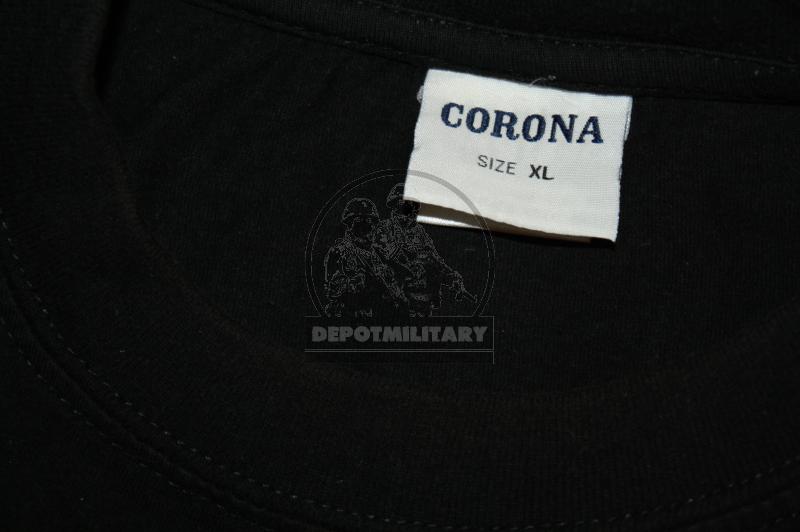 CORONA
SIZE XL
DEPOTMILITARY